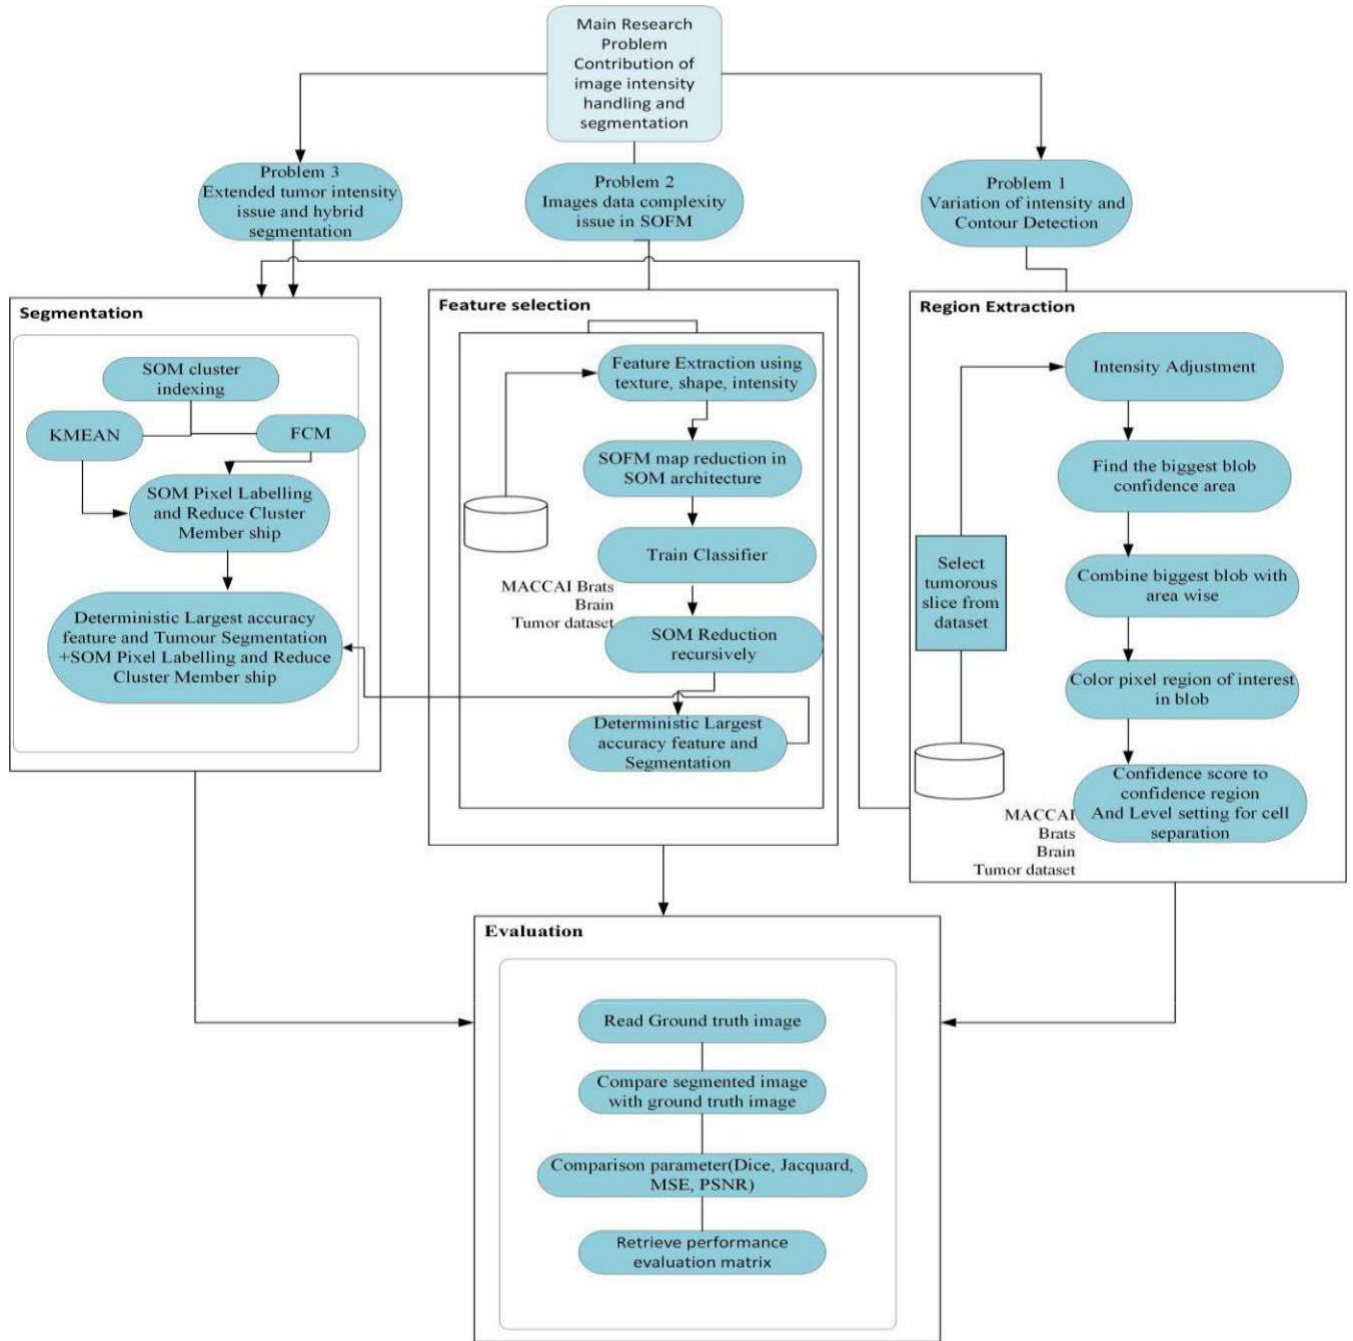 Main Research
Problem
Contribution of
image intensity
handling and
segmentation
Problem 3
Extended tumor intensity
issue and hybrid
segmentation
Problem 2
Images data complexity
issue in SOFM
Problem 1
Variation of intensity and
Contour Detection
Segmentation
SOM cluster
indexing
KMEAN
FCM
SOM Pixel Labelling
and Reduce Cluster
Member ship
Deterministic Largest accuracy
feature and Tumour Segmentation
+SOM Pixel Labelling and Reduce
Cluster Member ship
Feature selection
Feature Extraction using
texture, shape, intensity
SOFM map reduction in
SOM architecture
Train Classifier
MACCAI Brats
Brain
Tumor dataset
SOM Reduction
recursively
Deterministic Largest
accuracy feature and
Segmentation
Region Extraction
Intensity Adjustment
Find the biggest blob
confidence area
Select
tumorous
slice from
dataset
Combine biggest blob with
area wise
Color pixel region of interest
in blob
Confidence score to
confidence region
And Level setting for cell
separation
MACCAI
Brats
Brain
Tumor dataset
Evaluation
Read Ground truth image
Compare segmented image
with ground truth image
Comparison parameter(Dice, Jacquard,
MSE, PSNR)
Retrieve performance
evaluation matrix